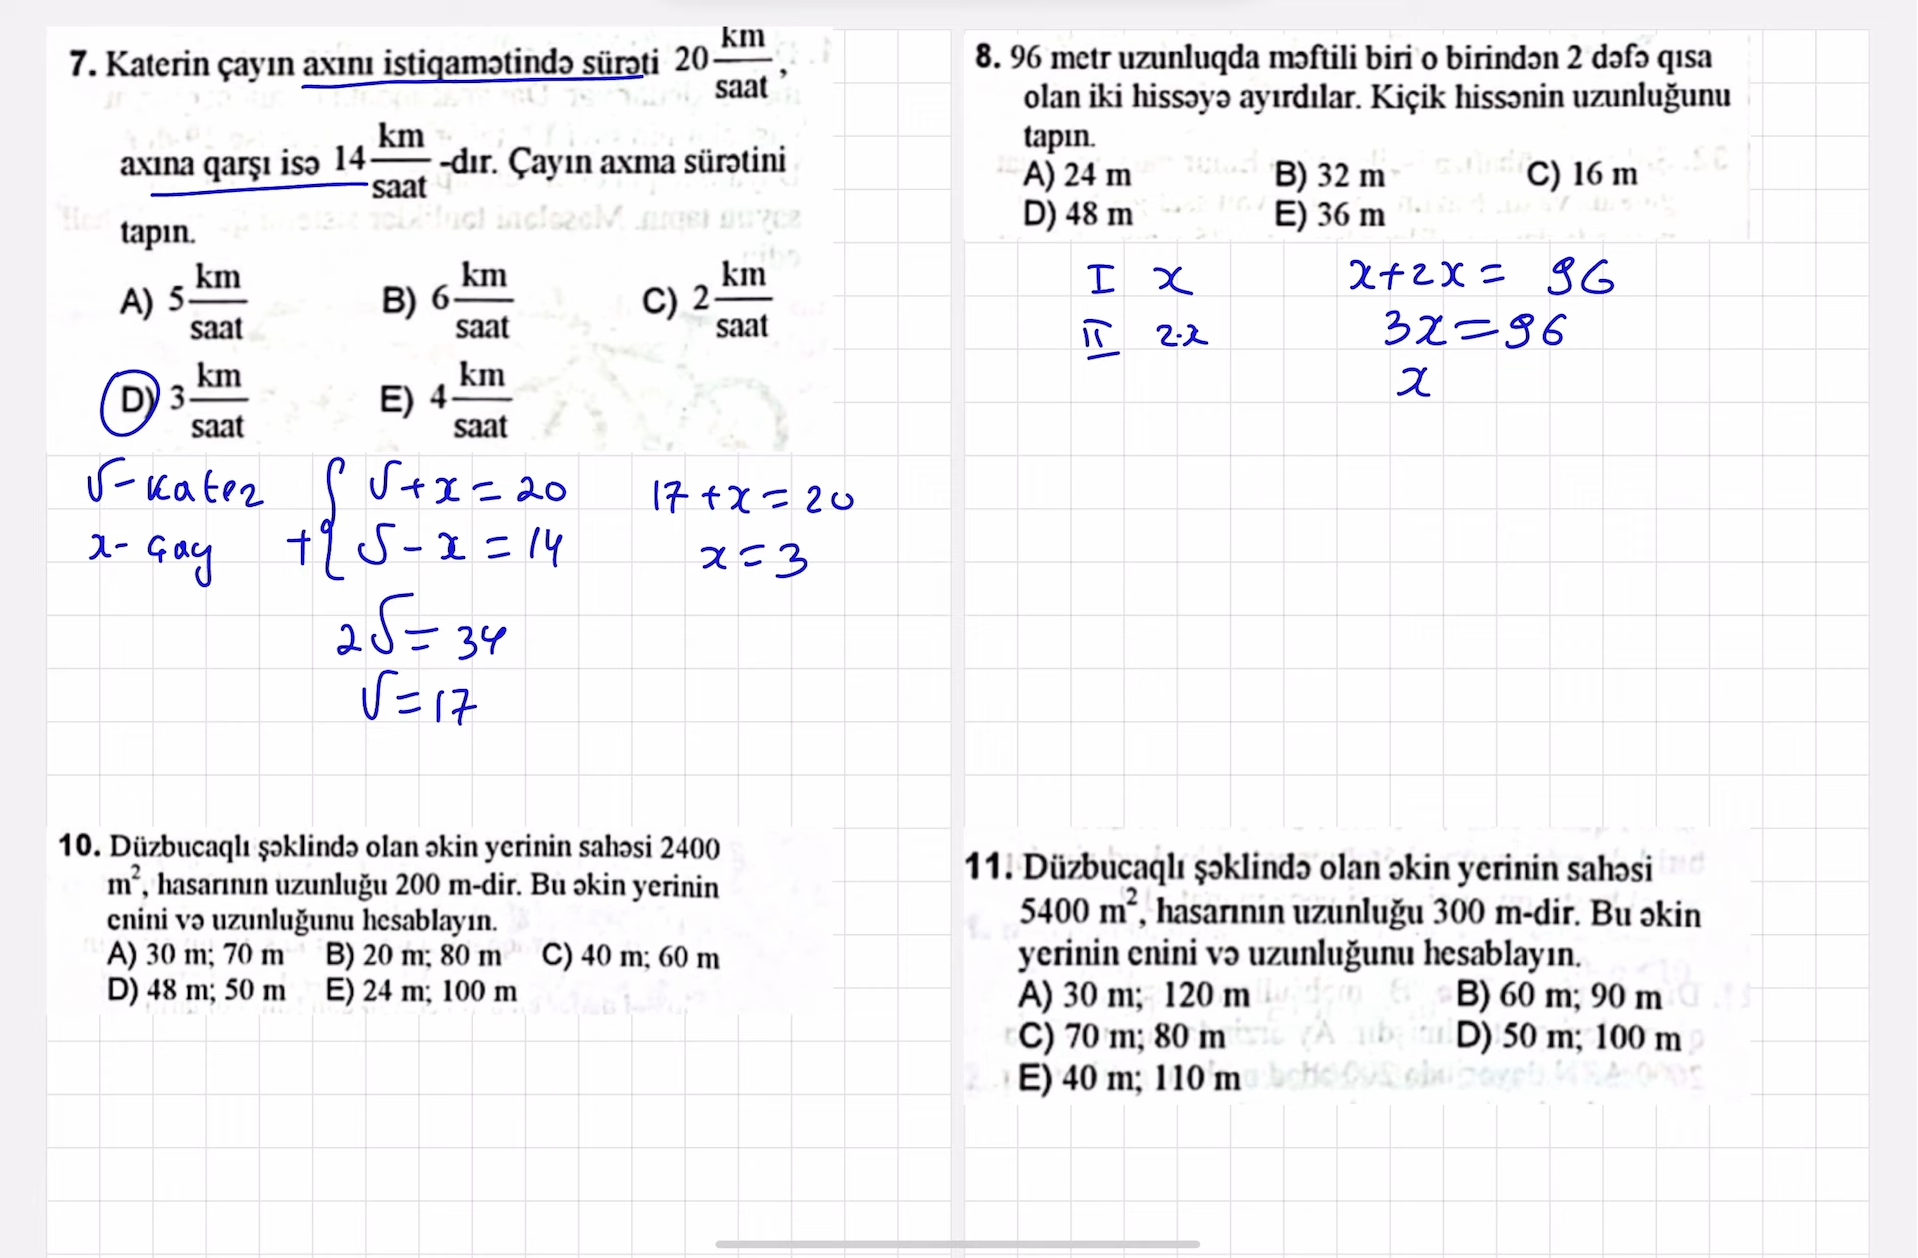 7. Katerin çayın axını istiqamətində sürəti 20 km/saat,
axına qarşı isə 14 km/saat -dır. Çayın axma sürətini
tapın.
A) 5 km/saat B) 6 km/saat C) 2 km/saat
D) 3 km/saat E) 4 km/saat
v - kater
x - çay
v + x = 20
+ v - x = 14
2v = 34
v = 17
17 + x = 20
x = 3
8. 96 metr uzunluqda məftili biri o birindən 2 dəfə qısa
olan iki hissəyə ayırdılar. Kiçik hissənin uzunluğunu
tapın.
A) 24 m B) 32 m C) 16 m
D) 48 m E) 36 m
I x
II 2·x
x+2x = 96
3x = 96
x
10. Düzbucaqlı şəklində olan əkin yerinin sahəsi 2400
m², hasarının uzunluğu 200 m-dir. Bu əkin yerinin
enini və uzunluğunu hesablayın.
A) 30 m; 70 m B) 20 m; 80 m C) 40 m; 60 m
D) 48 m; 50 m E) 24 m; 100 m
11. Düzbucaqlı şəklində olan əkin yerinin sahəsi
5400 m², hasarının uzunluğu 300 m-dir. Bu əkin
yerinin enini və uzunluğunu hesablayın.
A) 30 m; 120 m B) 60 m; 90 m
C) 70 m; 80 m D) 50 m; 100 m
E) 40 m; 110 m